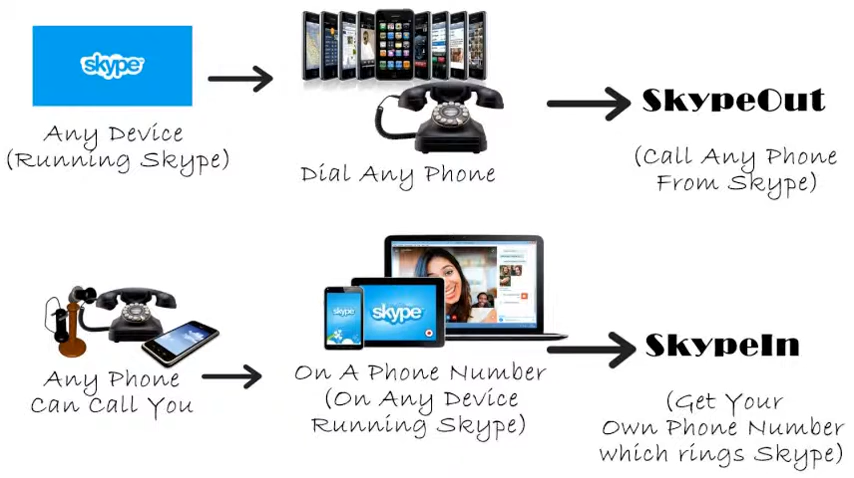 skype
Any Device
(Running Skype)
Dial Any Phone
SkypeOut
(Call Any Phone
From Skype)
Any Phone
Can Call You
skype
skype
On A Phone Number
(On Any Device
Running Skype)
SkypeIn
(Get Your
Own Phone Number
which rings Skype)